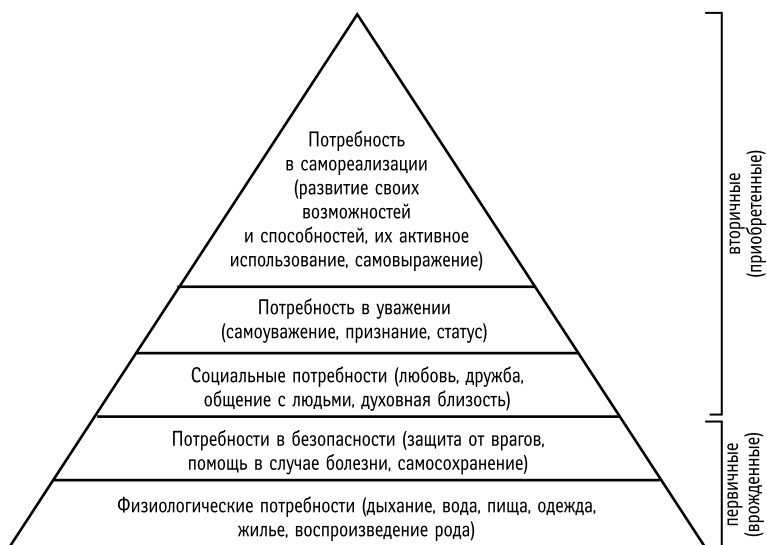 Потребность
в самореализации
(развитие своих
возможностей
и способностей, их активное
использование, самовыражение)
Потребность в уважении
(самоуважение, признание, статус)
Социальные потребности (любовь, дружба,
общение с людьми, духовная близость)
Потребности в безопасности (защита от врагов,
помощь в случае болезни, самосохранение)
Физиологические потребности (дыхание, вода, пища, одежда,
жилье, воспроизведение рода)
вторичные
(приобретенные)
первичные
(врожденные)